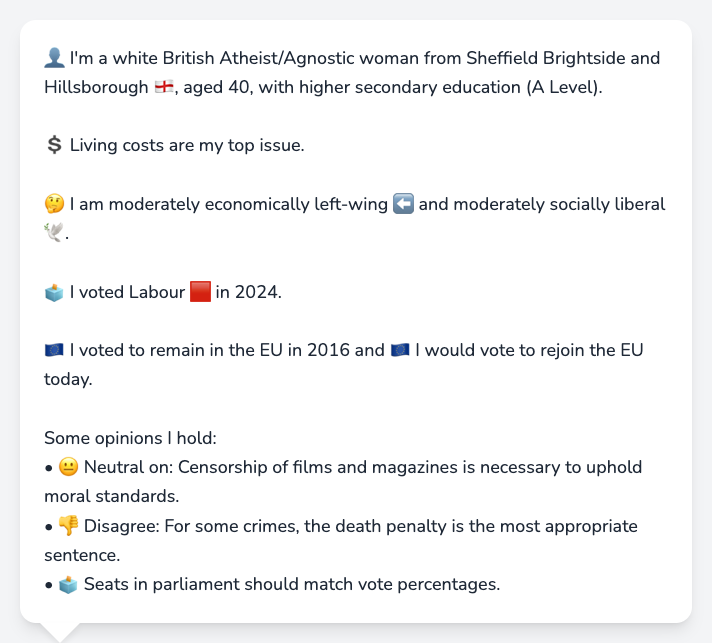 👤 I'm a white British Atheist/Agnostic woman from Sheffield Brightside and
Hillsborough 🏴󠁧󠁢󠁥󠁮󠁧󠁿, aged 40, with higher secondary education (A Level).
💲 Living costs are my top issue.
🤔 I am moderately economically left-wing ⬅️ and moderately socially liberal
🕊️.
🗳️ I voted Labour 🟥 in 2024.
🇪🇺 I voted to remain in the EU in 2016 and 🇪🇺 I would vote to rejoin the EU
today.
Some opinions I hold:
• 😐 Neutral on: Censorship of films and magazines is necessary to uphold
moral standards.
• 👎 Disagree: For some crimes, the death penalty is the most appropriate
sentence.
• 🗳️ Seats in parliament should match vote percentages.